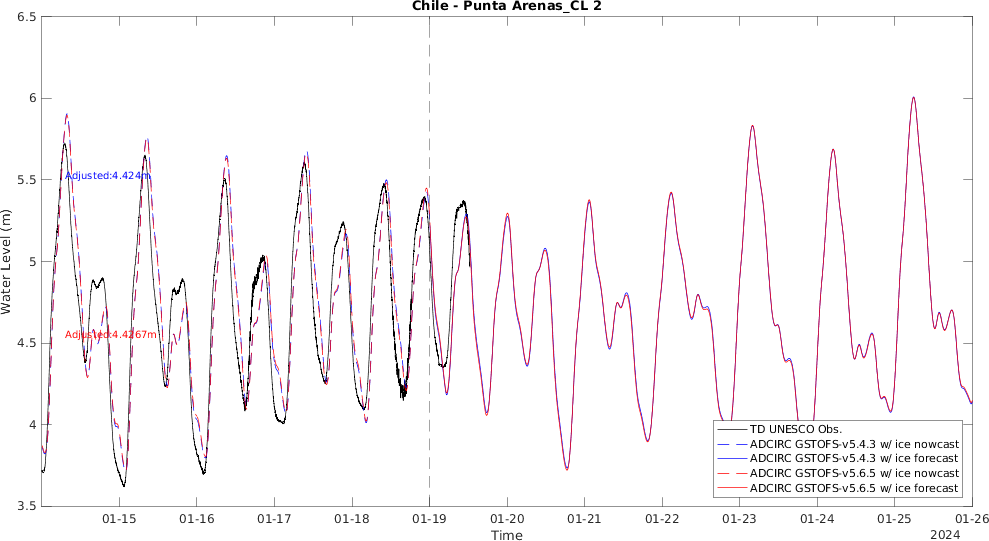 Chile - Punta Arenas_CL 2
6.5
6
5.5
5
4.5
4
3.5
Water Level (m)
Adjusted:4.424m
Adjusted:4.4267m
TD UNESCO Obs.
ADCIRC GSTOFS-v5.4.3 w/ ice nowcast
ADCIRC GSTOFS-v5.4.3 w/ ice forecast
ADCIRC GSTOFS-v5.6.5 w/ ice nowcast
ADCIRC GSTOFS-v5.6.5 w/ ice forecast
01-15 01-16 01-17 01-18 01-19 01-20 01-21 01-22 01-23 01-24 01-25 01-26
Time
2024